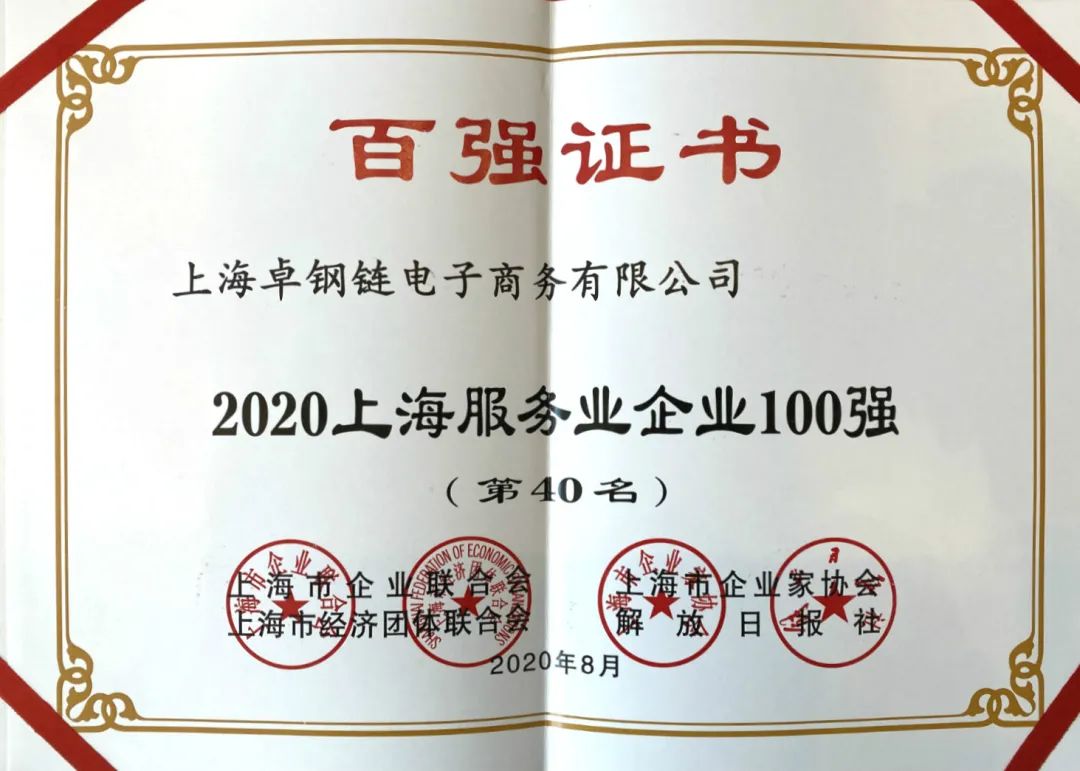 百强证书
上海卓钢链电子商务有限公司
2020上海服务业企业100强
(第40名)
上海市企业联合会 上海市企业家协会
上海市经济团体联合会 解放日报社
2020年8月